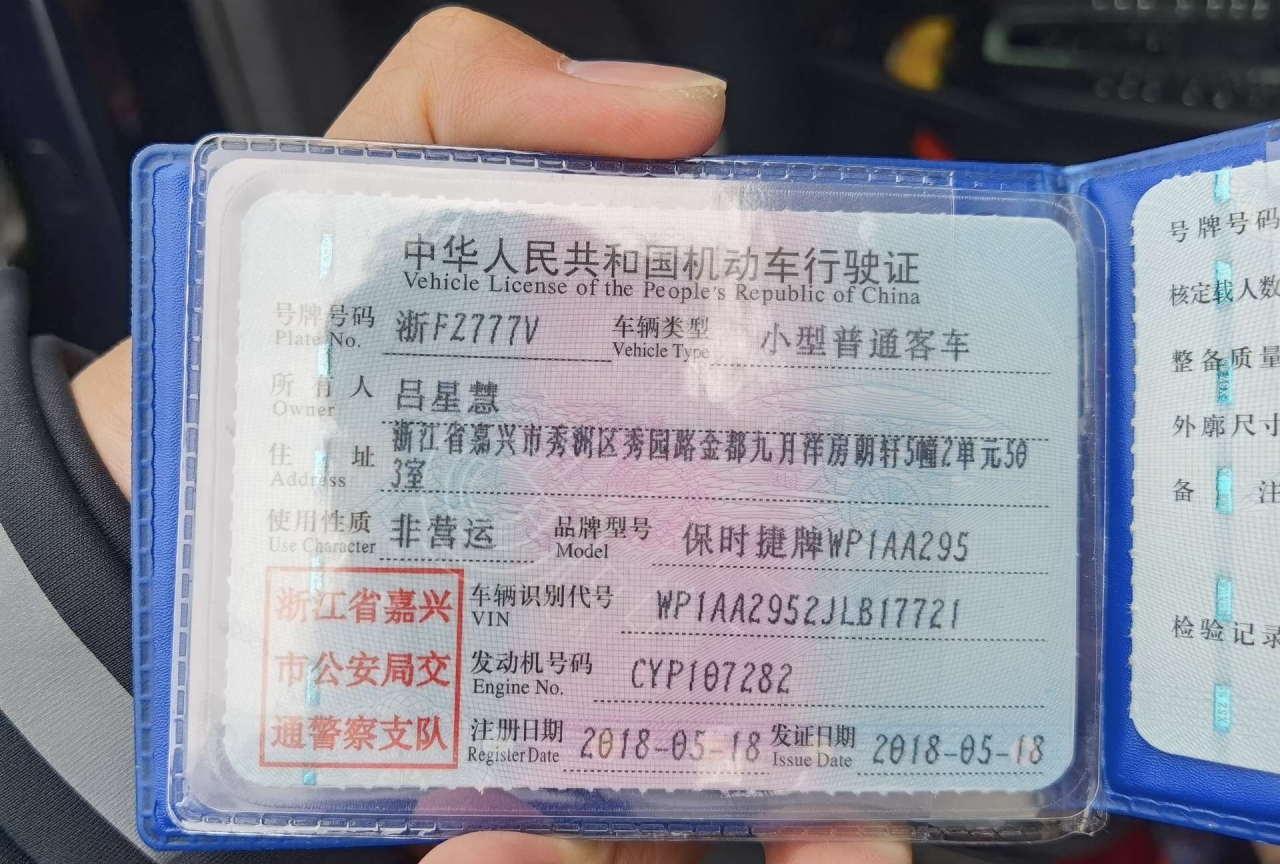 中华人民共和国机动车行驶证
Vehicle License of the People's Republic of China
号牌号码 浙FZ777V 车辆类型 小型普通客车
Plate No. Vehicle Type
所有人 吕星慧
Owner
住址 浙江省嘉兴市秀洲区秀园路金都九月洋房朗轩5幢2单元50
Address 3室
使用性质 非营运 品牌型号 保时捷牌WP1AA295
Use Character Model
浙江省嘉兴
市公安局交
通警察支队
车辆识别代号 WP1AA2952JLB17721
VIN
发动机号码 CYP107282
Engine No.
注册日期 2018-05-18 发证日期 2018-05-18
Register Date Issue Date
号牌号码
核定载人数
整备质量
外廓尺寸
备注
检验记录